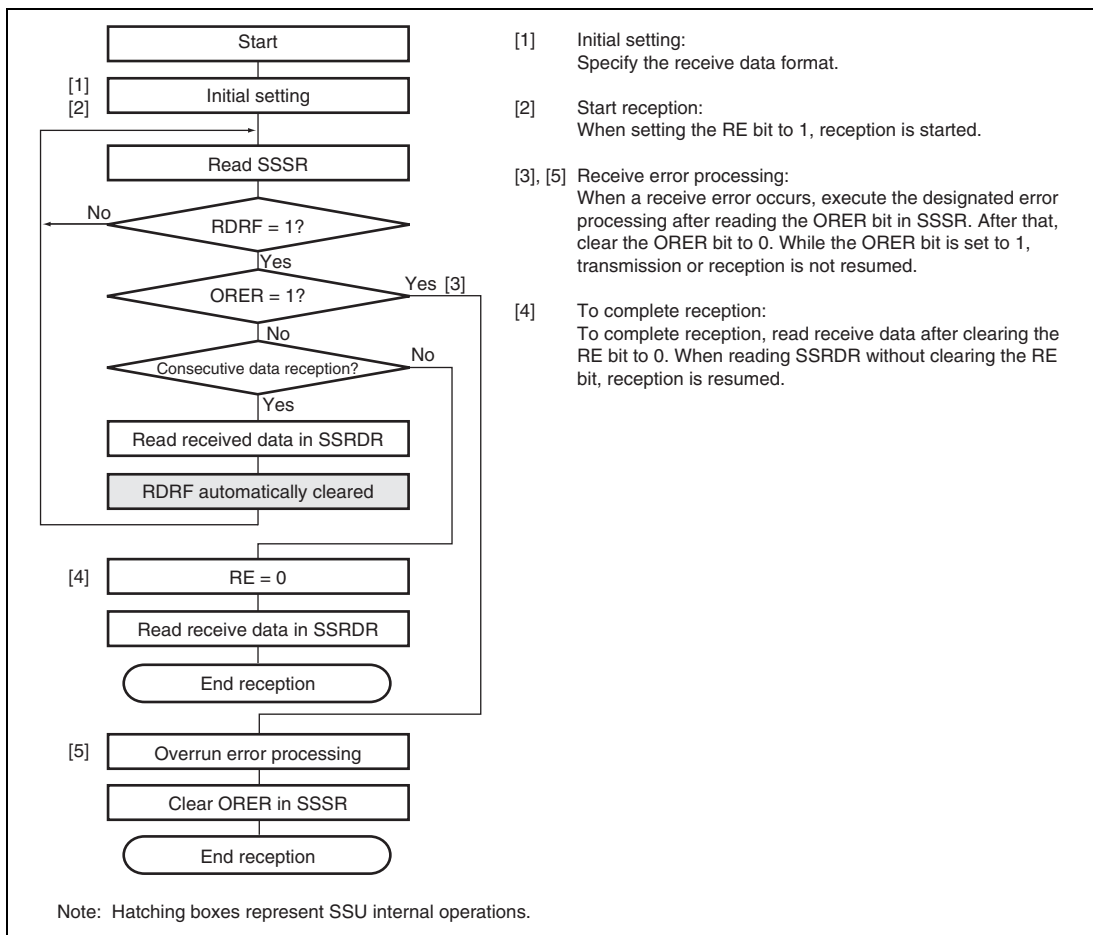 Start
[1]
[2]
Initial setting
Read SSSR
No
RDRF = 1?
Yes
ORER = 1?
Yes [3]
No
Consecutive data reception?
No
Yes
Read received data in SSRDR
RDRF automatically cleared
[4]
RE = 0
Read receive data in SSRDR
End reception
[5]
Overrun error processing
Clear ORER in SSSR
End reception
[1] Initial setting:
Specify the receive data format.
[2] Start reception:
When setting the RE bit to 1, reception is started.
[3], [5] Receive error processing:
When a receive error occurs, execute the designated error
processing after reading the ORER bit in SSSR. After that,
clear the ORER bit to 0. While the ORER bit is set to 1,
transmission or reception is not resumed.
[4] To complete reception:
To complete reception, read receive data after clearing the
RE bit to 0. When reading SSRDR without clearing the RE
bit, reception is resumed.
Note: Hatching boxes represent SSU internal operations.